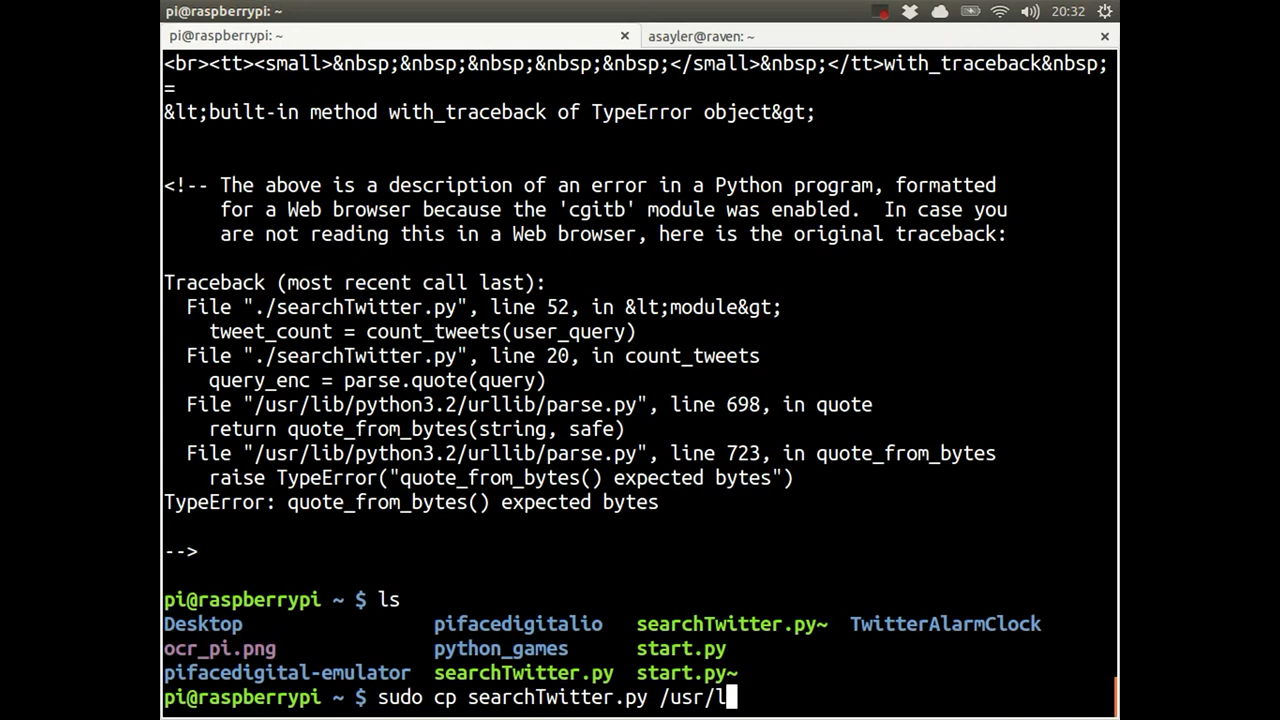 pi@raspberrypi: ~ 20:32
pi@raspberrypi: ~ × asayler@raven: ~ ×
<br><tt><small>&nbsp;&nbsp;&nbsp;&nbsp;&nbsp;</small>&nbsp;</tt>with_traceback&nbsp;
=
&lt;built-in method with_traceback of TypeError object&gt;
<!-- The above is a description of an error in a Python program, formatted
for a Web browser because the 'cgitb' module was enabled.  In case you
are not reading this in a Web browser, here is the original traceback:
Traceback (most recent call last):
  File "./searchTwitter.py", line 52, in &lt;module&gt;
    tweet_count = count_tweets(user_query)
  File "./searchTwitter.py", line 20, in count_tweets
    query_enc = parse.quote(query)
  File "/usr/lib/python3.2/urllib/parse.py", line 698, in quote
    return quote_from_bytes(string, safe)
  File "/usr/lib/python3.2/urllib/parse.py", line 723, in quote_from_bytes
    raise TypeError("quote_from_bytes() expected bytes")
TypeError: quote_from_bytes() expected bytes
-->
pi@raspberrypi ~ $ ls
Desktop pifacedigitalio searchTwitter.py~ TwitterAlarmClock
ocr_pi.png python_games start.py
pifacedigital-emulator searchTwitter.py start.py~
pi@raspberrypi ~ $ sudo cp searchTwitter.py /usr/l